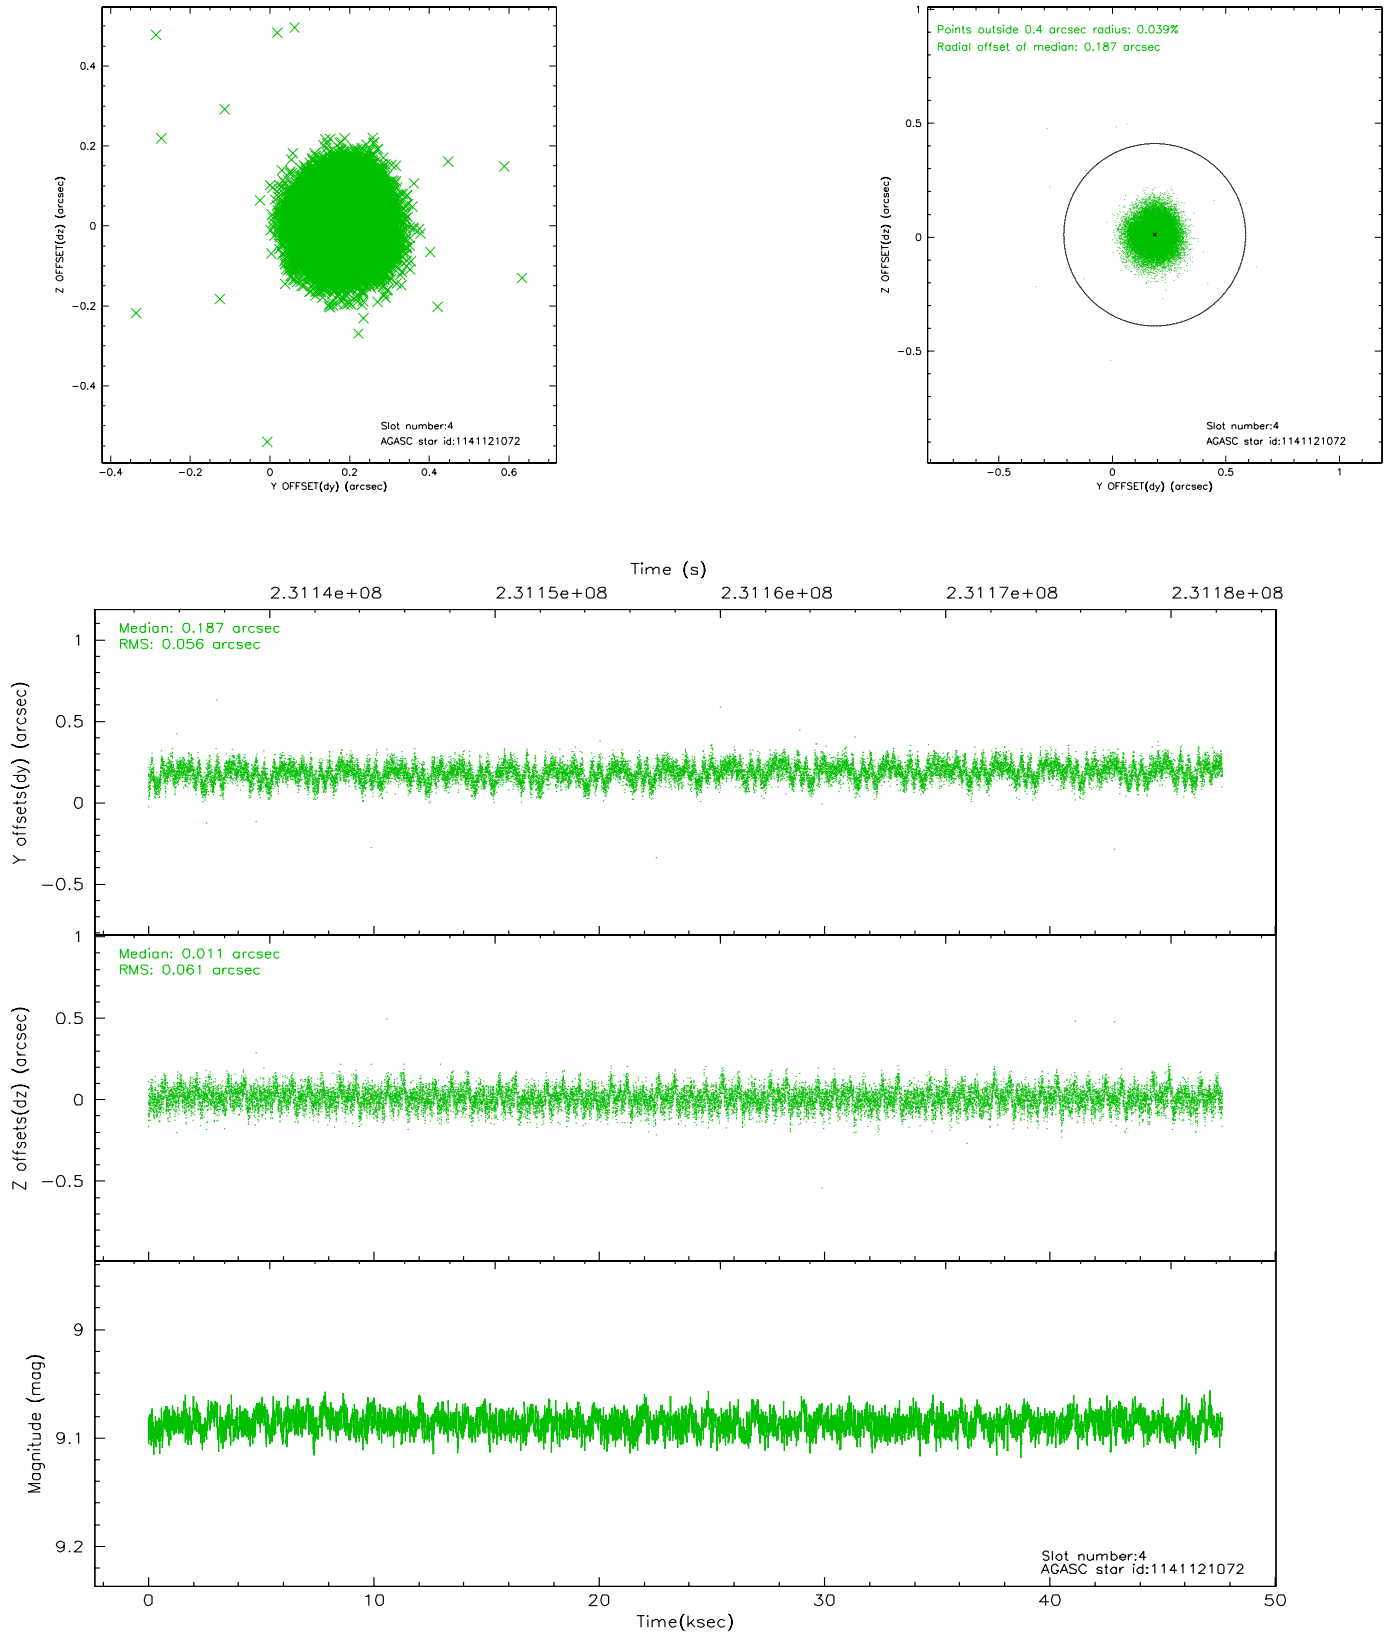 0.4
0.2
0
−0.2
−0.4
Z OFFSET(dz) (arcsec)
Slot number:4
AGASC star id:1141121072
−0.4 −0.2 0 0.2 0.4 0.6
Y OFFSET(dy) (arcsec)
Points outside 0.4 arcsec radius: 0.039%
Radial offset of median: 0.187 arcsec
1
0.5
0
−0.5
Z OFFSET(dz) (arcsec)
Slot number:4
AGASC star id:1141121072
−0.5 0 0.5 1
Y OFFSET(dy) (arcsec)
Time (s)
2.3114e+08 2.3115e+08 2.3116e+08 2.3117e+08 2.3118e+08
Median: 0.187 arcsec
RMS: 0.056 arcsec
1
0.5
0
−0.5
Y offsets(dy) (arcsec)
Median: 0.011 arcsec
RMS: 0.061 arcsec
1
0.5
0
−0.5
Z offsets(dz) (arcsec)
9
9.1
9.2
Magnitude (mag)
Slot number:4
AGASC star id:1141121072
0 10 20 30 40 50
Time(ksec)